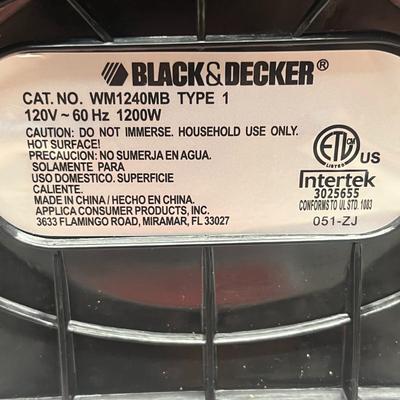 BLACK&DECKER®
CAT. NO. WM1240MB TYPE 1
120V ~ 60 Hz 1200W
CAUTION: DO NOT IMMERSE. HOUSEHOLD USE ONLY.
HOT SURFACE!
PRECAUCION: NO SUMERJA EN AGUA.
SOLAMENTE PARA
USO DOMESTICO. SUPERFICIE
CALIENTE.
MADE IN CHINA / HECHO EN CHINA.
APPLICA CONSUMER PRODUCTS, INC.
3633 FLAMINGO ROAD, MIRAMAR, FL 33027
ETL US
Intertek
3025655
CONFORMS TO UL STD. 1083
051-ZJ